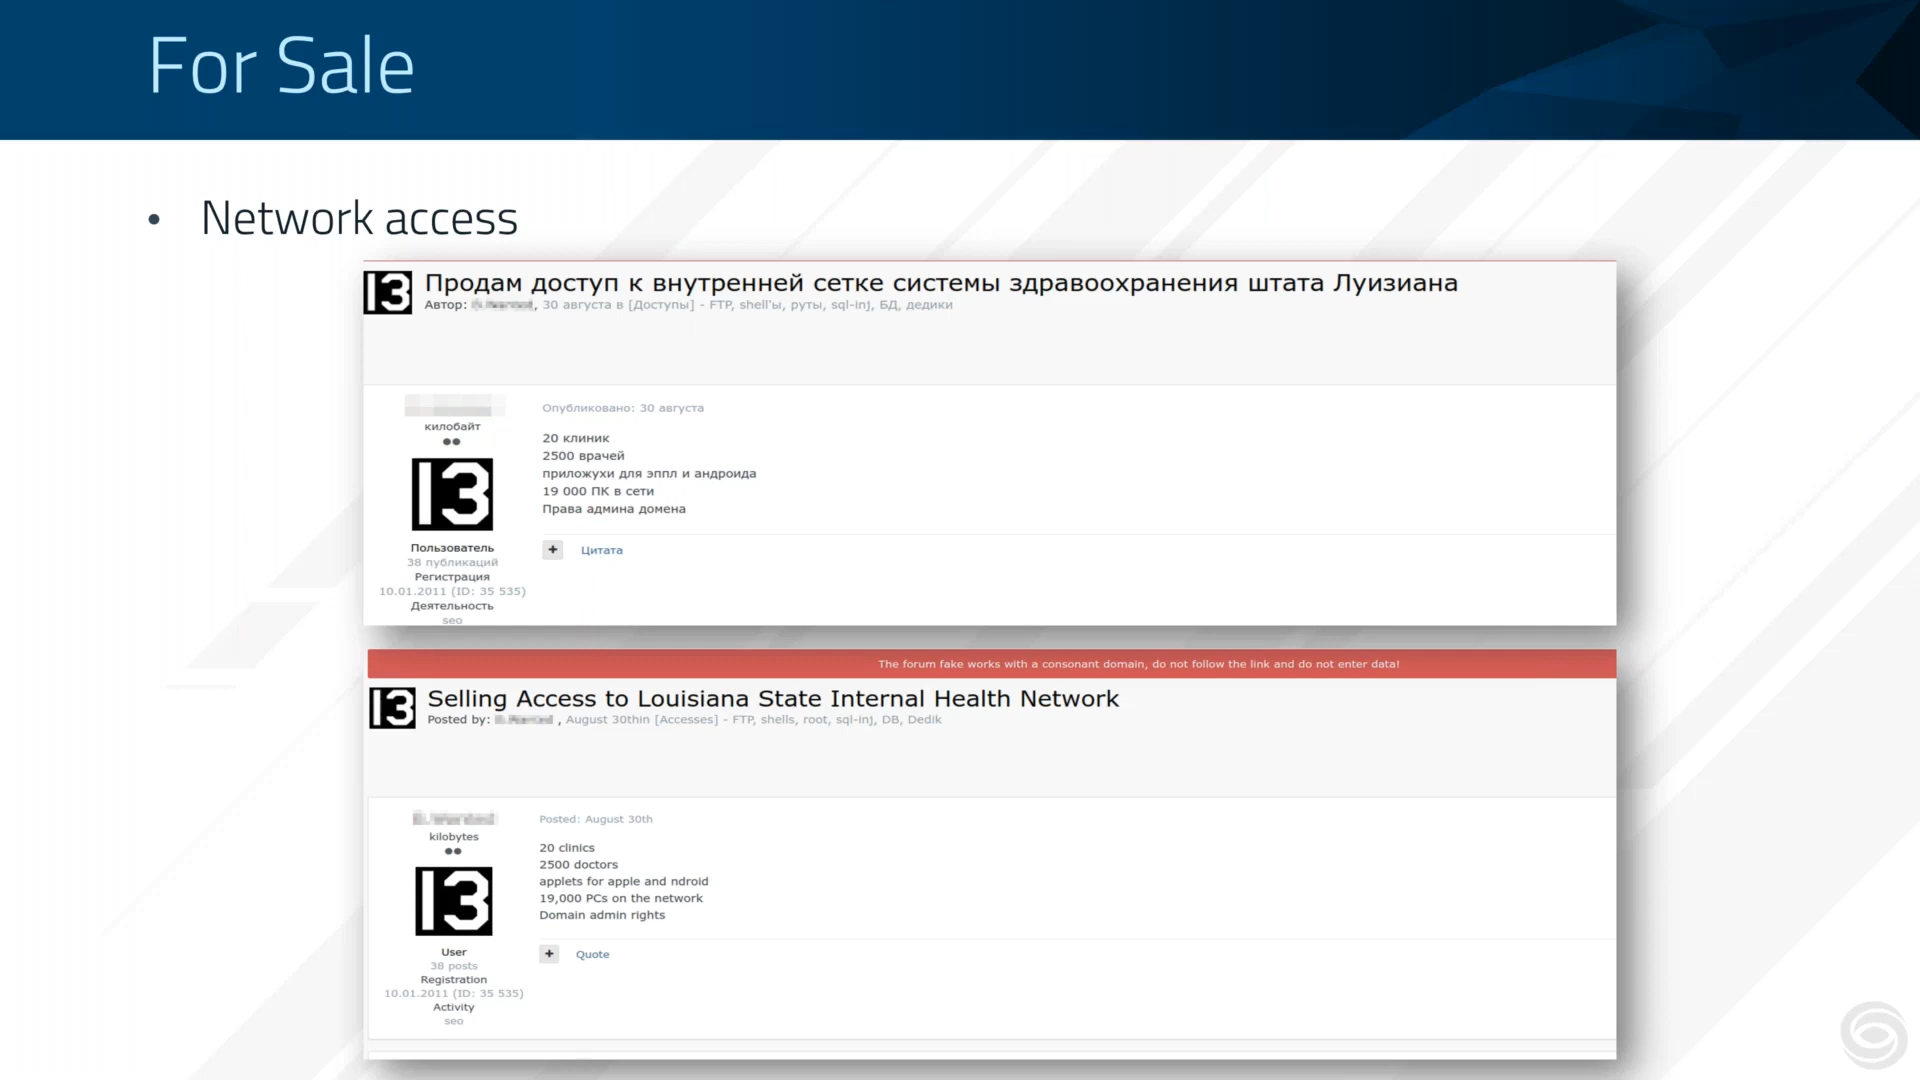 For Sale
• Network access
13 Продам доступ к внутренней сетке системы здравоохранения штата Луизиана
Автор: , 30 августа в [Доступы] - FTP, shell'ы, руты, sql-inj, БД, дедики
Опубликовано: 30 августа
килобайт
13
20 клиник
2500 врачей
приложухи для эппл и андроида
19 000 ПК в сети
Права админа домена
+ Цитата
Пользователь
38 публикаций
Регистрация
10.01.2011 (ID: 35 535)
Деятельность
seo
The forum fake works with a consonant domain, do not follow the link and do not enter data!
13 Selling Access to Louisiana State Internal Health Network
Posted by: , August 30thin [Accesses] - FTP, shells, root, sql-inj, DB, Dedik
Posted: August 30th
kilobytes
13
20 clinics
2500 doctors
applets for apple and ndroid
19,000 PCs on the network
Domain admin rights
+ Quote
User
38 posts
Registration
10.01.2011 (ID: 35 535)
Activity
seo